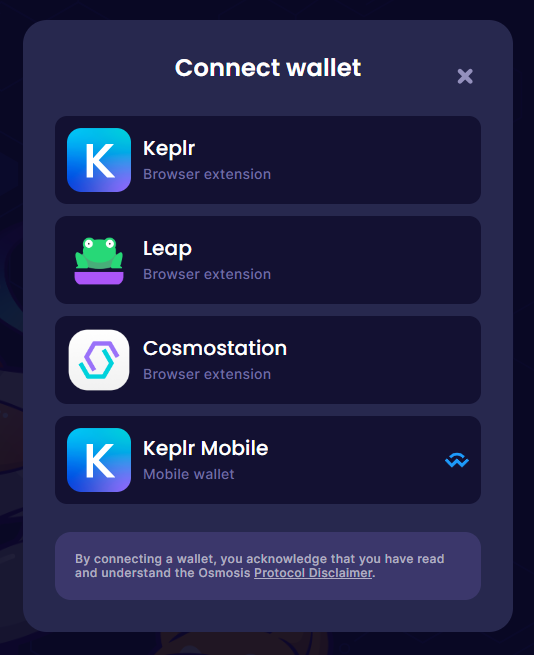 Connect wallet
K
Keplr
Browser extension
Leap
Browser extension
Cosmostation
Browser extension
K
Keplr Mobile
Mobile wallet
By connecting a wallet, you acknowledge that you have read
and understand the Osmosis Protocol Disclaimer.